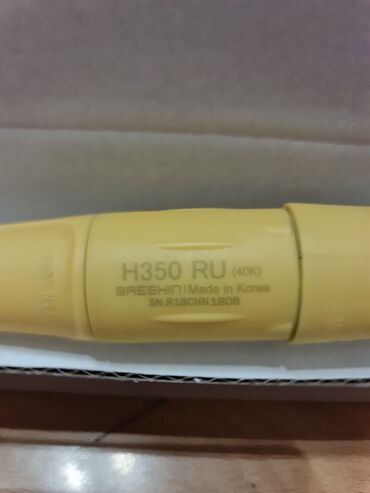 H350 RU (40K)
SAESHIN | Made in Korea
SN.R18CHN1808